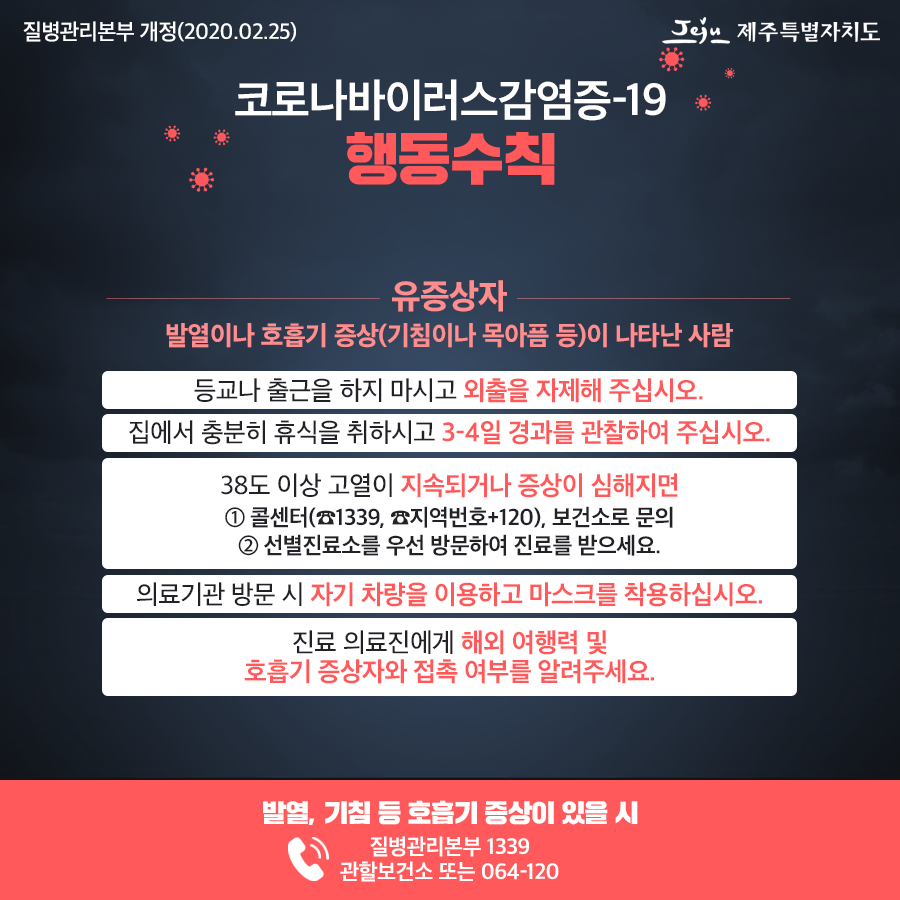 질병관리본부 개정(2020.02.25)
Jeju 제주특별자치도
코로나바이러스감염증-19
행동수칙
유증상자
발열이나 호흡기 증상(기침이나 목아픔 등)이 나타난 사람
등교나 출근을 하지 마시고 외출을 자제해 주십시오.
집에서 충분히 휴식을 취하시고 3-4일 경과를 관찰하여 주십시오.
38도 이상 고열이 지속되거나 증상이 심해지면
① 콜센터(☎1339, ☎지역번호+120), 보건소로 문의
② 선별진료소를 우선 방문하여 진료를 받으세요.
의료기관 방문 시 자기 차량을 이용하고 마스크를 착용하십시오.
진료 의료진에게 해외 여행력 및
호흡기 증상자와 접촉 여부를 알려주세요.
발열, 기침 등 호흡기 증상이 있을 시
질병관리본부 1339
관할보건소 또는 064-120